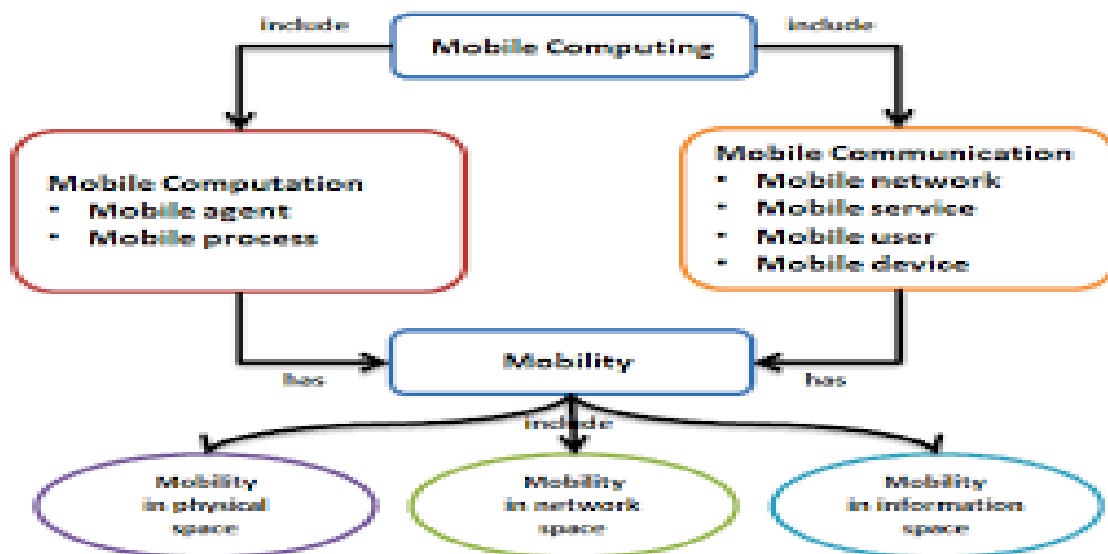 include
Mobile Computing
include
Mobile Computation
• Mobile agent
• Mobile process
Mobile Communication
• Mobile network
• Mobile service
• Mobile user
• Mobile device
Mobility
has
has
include
Mobility
in physical
space
Mobility
in network
space
Mobility
in information
space